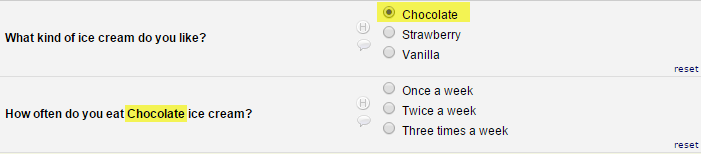 What kind of ice cream do you like?
H
Chocolate
Strawberry
Vanilla
reset
How often do you eat Chocolate ice cream?
H
Once a week
Twice a week
Three times a week
reset